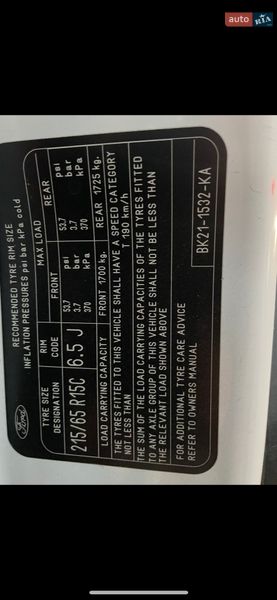 AUTO RIA
Ford
RECOMMENDED TYRE RIM SIZE
INFLATION PRESSURES psi bar kPa cold
TYRE SIZE DESIGNATION
RIM CODE
MAX LOAD
FRONT
REAR
psi bar kPa
psi bar kPa
215/65 R15C
6.5 J
53,7 3,7 370
53,7 3,7 370
LOAD CARRYING CAPACITY FRONT 1700 kg. REAR 1725 kg.
THE TYRES FITTED TO THIS VEHICLE SHALL HAVE A SPEED CATEGORY
NOT LESS THAN T-190 km/h
THE SUM OF THE LOAD CARRYING CAPACITIES OF THE TYRES FITTED
TO ANY AXLE GROUP OF THIS VEHICLE SHALL NOT BE LESS THAN
THE RELEVANT LOAD SHOWN ABOVE
FOR ADDITIONAL TYRE CARE ADVICE
REFER TO OWNERS MANUAL
BK21-1532-KA